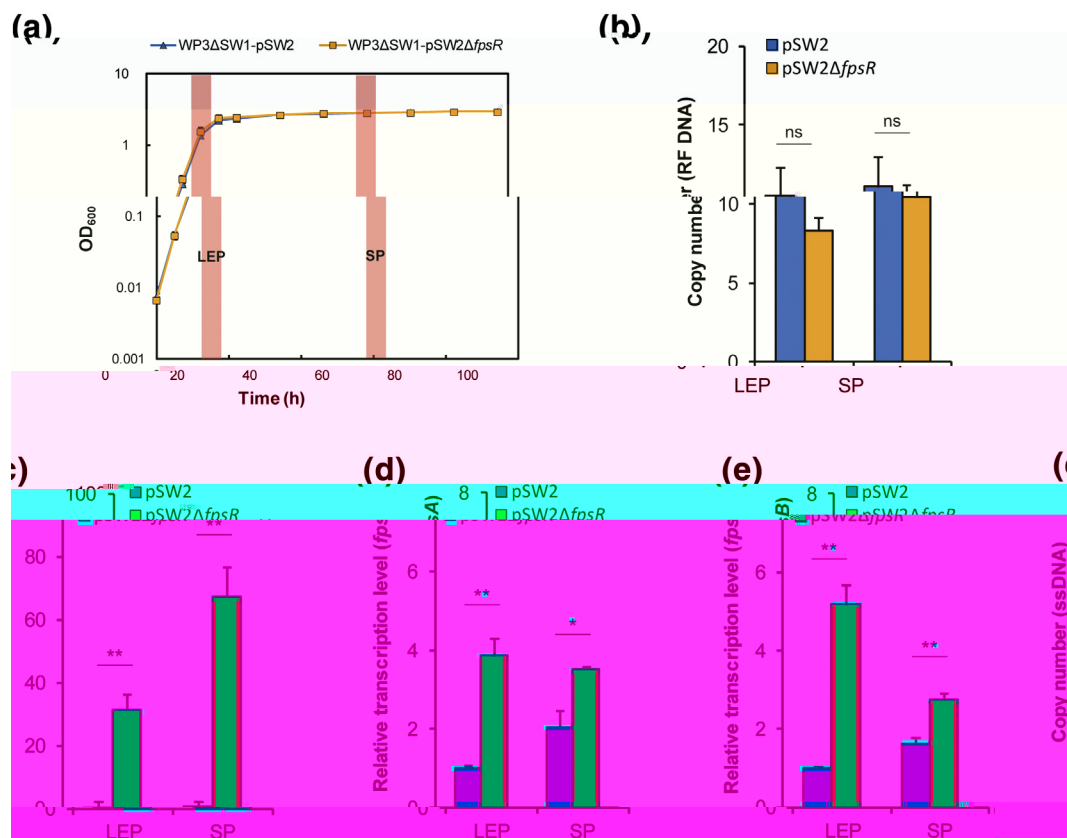 (a)
WP3ΔSW1-pSW2 WP3ΔSW1-pSW2ΔfpsR
10
1
0.1
0.01
0.001
OD600
LEP
SP
0 20 40 60 80 100
Time (h)
(b)
pSW2
pSW2ΔfpsR
20
15
10
5
0
Copy number (RF DNA)
ns
ns
LEP SP
(d)
(e)
100
80
60
40
20
0
pSW2
pSW2ΔfpsR
**
**
LEP SP
Relative transcription level
8
6
4
2
0
pSW2
pSW2ΔfpsR
**
*
LEP SP
Relative transcription level
8
6
4
2
0
pSW2
pSW2ΔfpsR
**
**
LEP SP
Copy number (ssDNA)